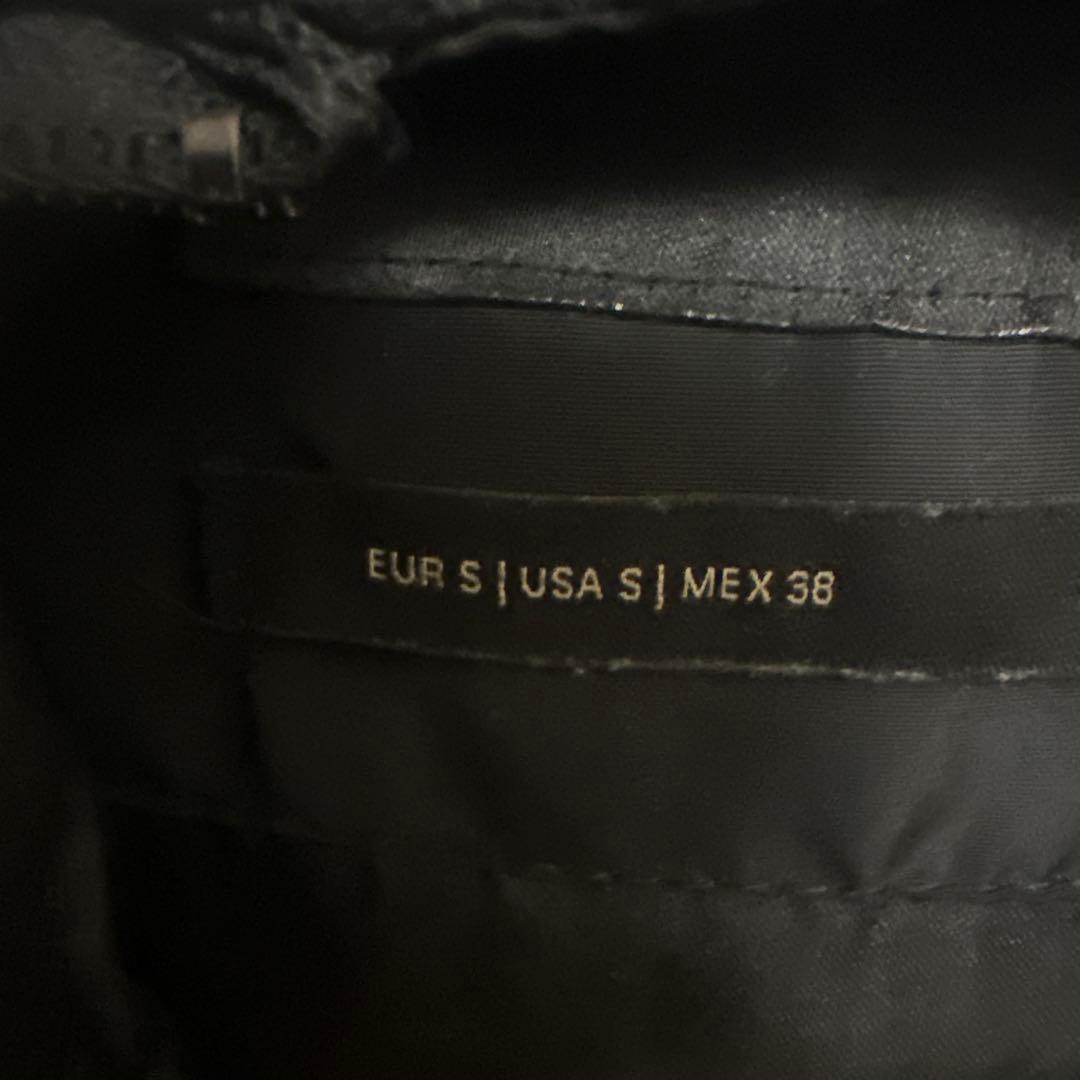 EUR S | USA S | MEX 38